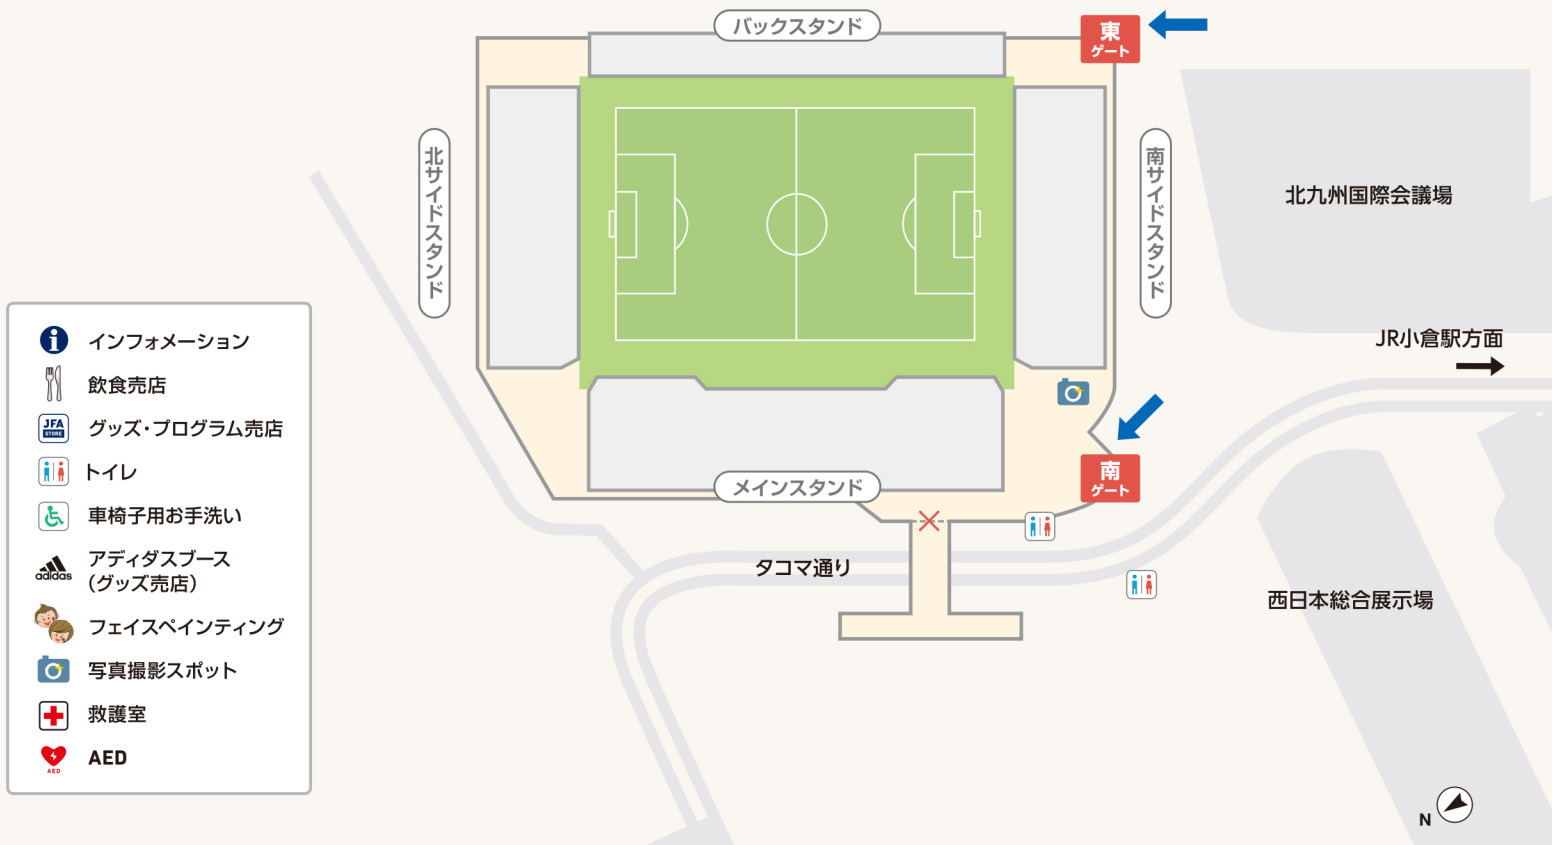 バックスタンド
東
ゲート
北サイドスタンド
南サイドスタンド
北九州国際会議場
JR小倉駅方面
南
ゲート
メインスタンド
タコマ通り
西日本総合展示場
インフォメーション
飲食売店
JFA
STORE
グッズ・プログラム売店
トイレ
車椅子用お手洗い
adidas
アディダスブース
(グッズ売店)
フェイスペインティング
写真撮影スポット
救護室
AED
AED
N